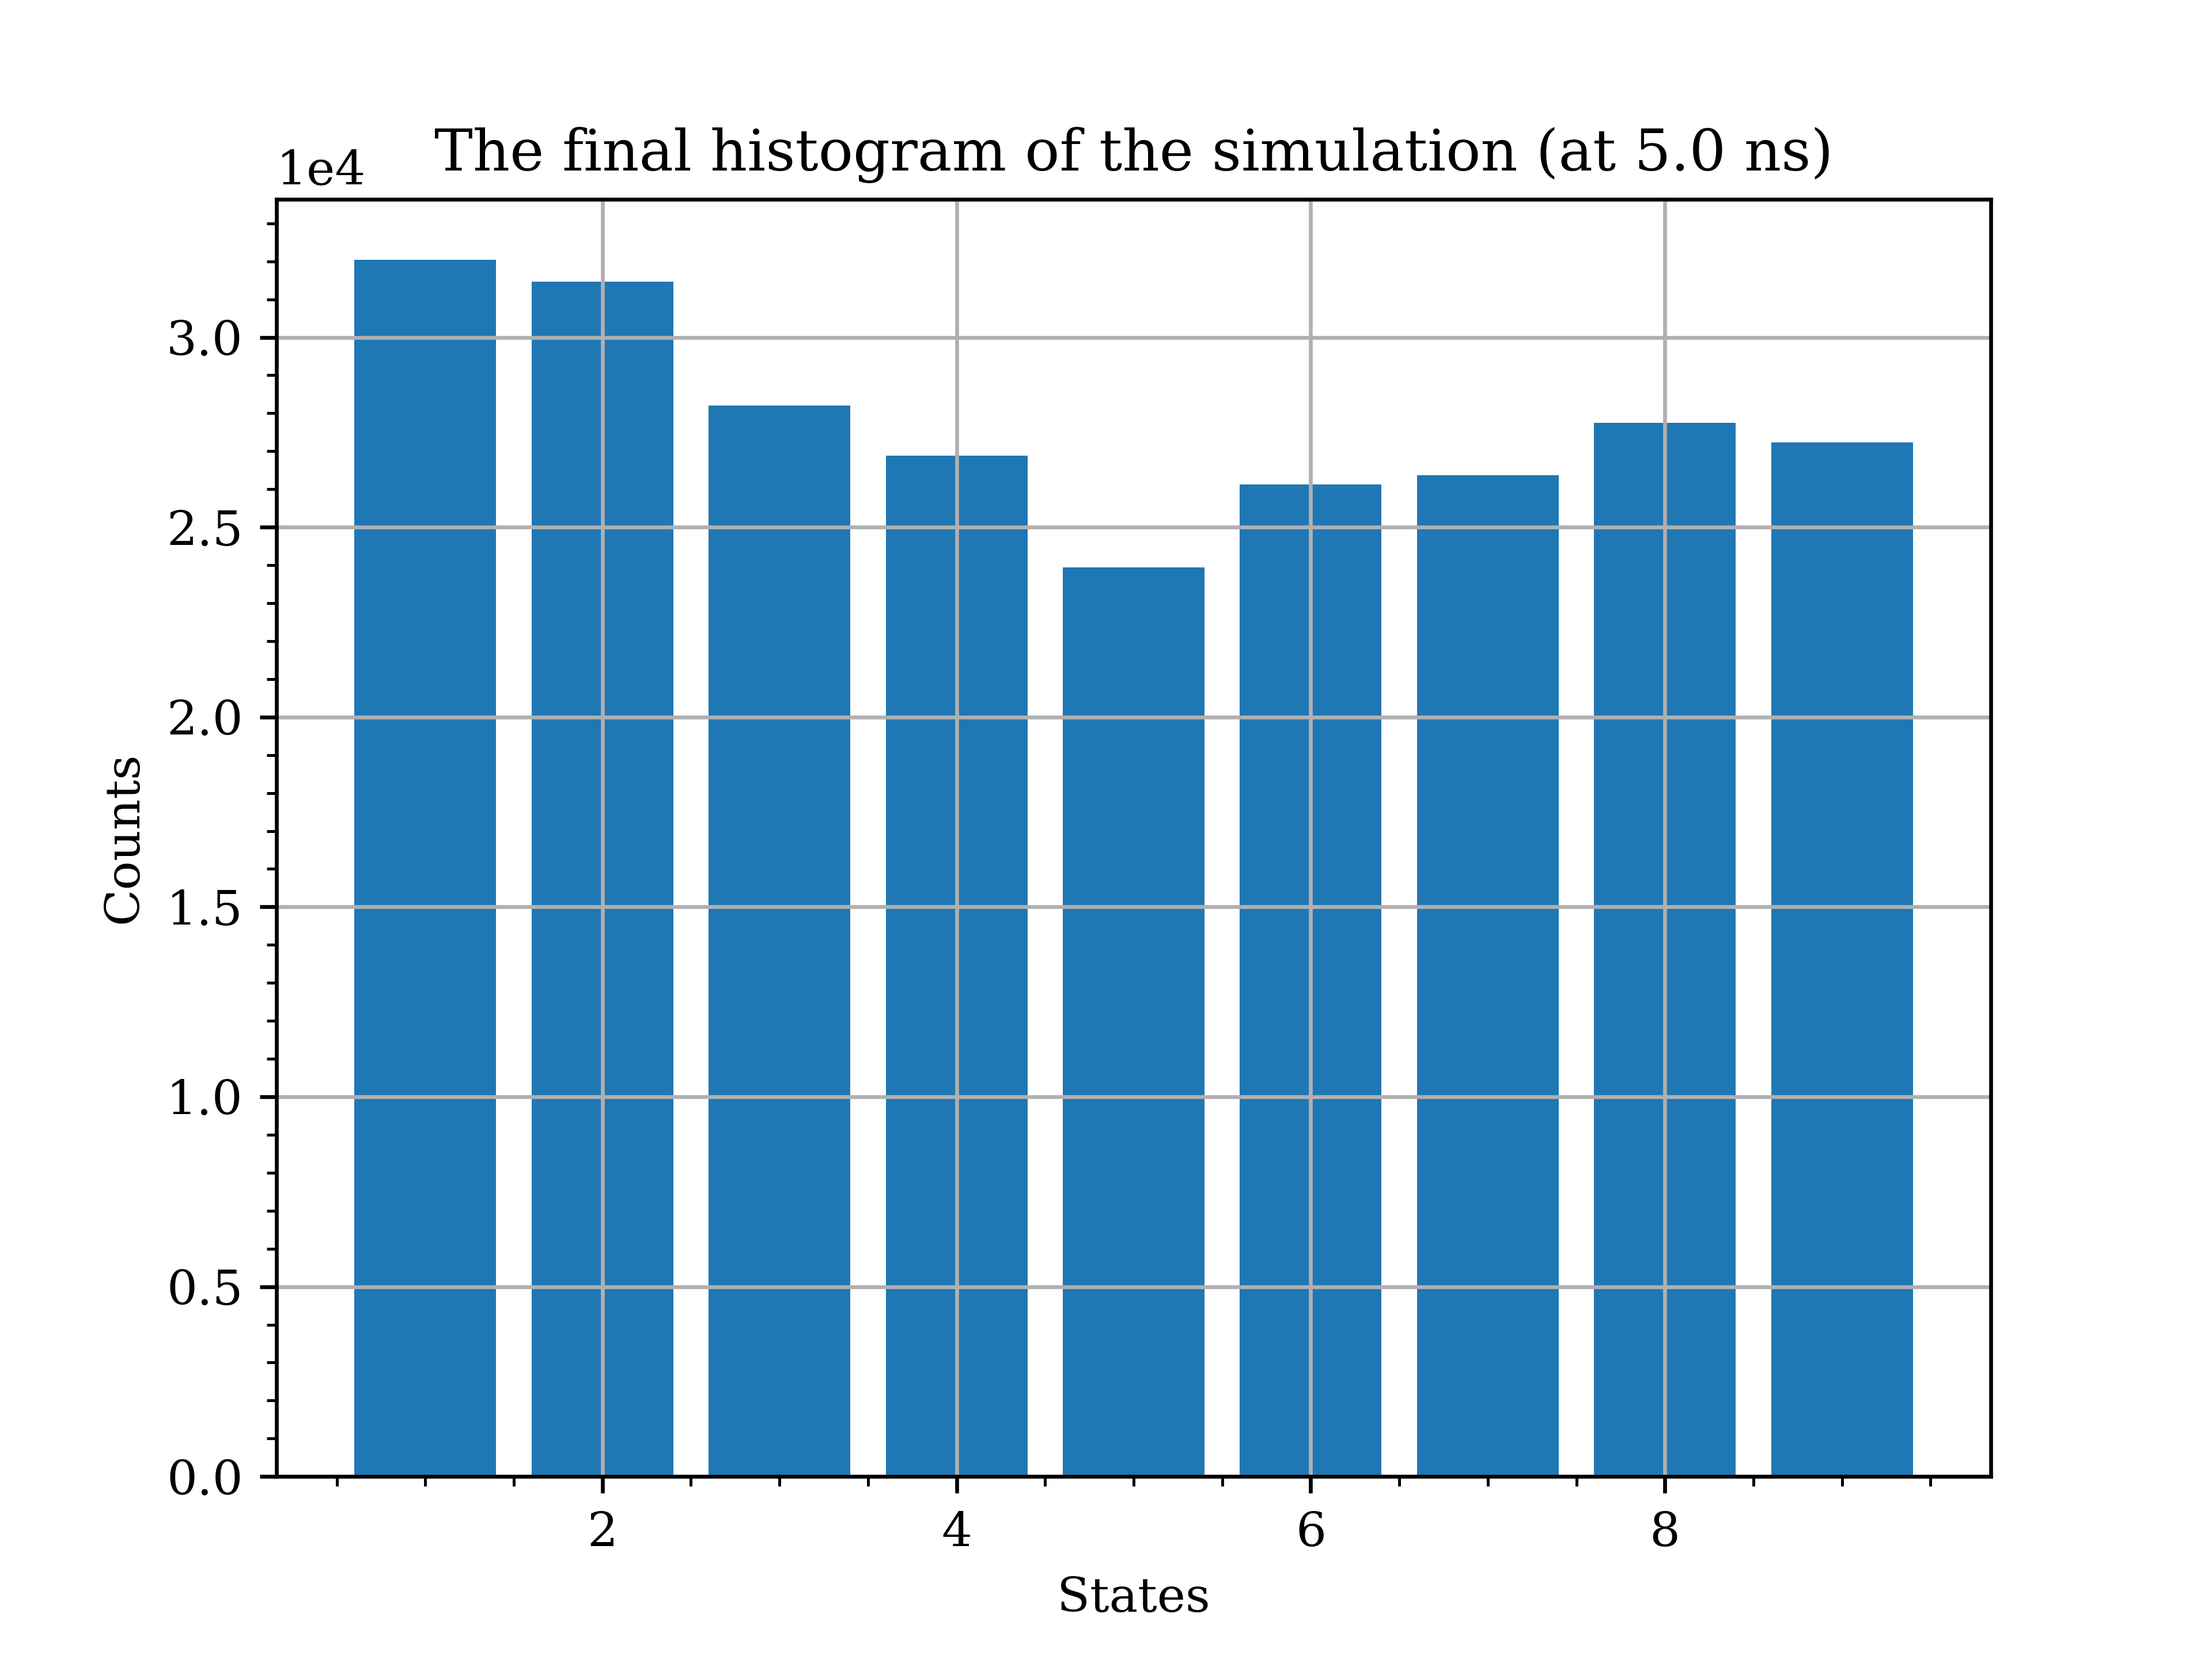 The final histogram of the simulation (at 5.0 ns)
1e4
3.0
2.5
2.0
1.5
1.0
0.5
0.0
Counts
2 4 6 8
States